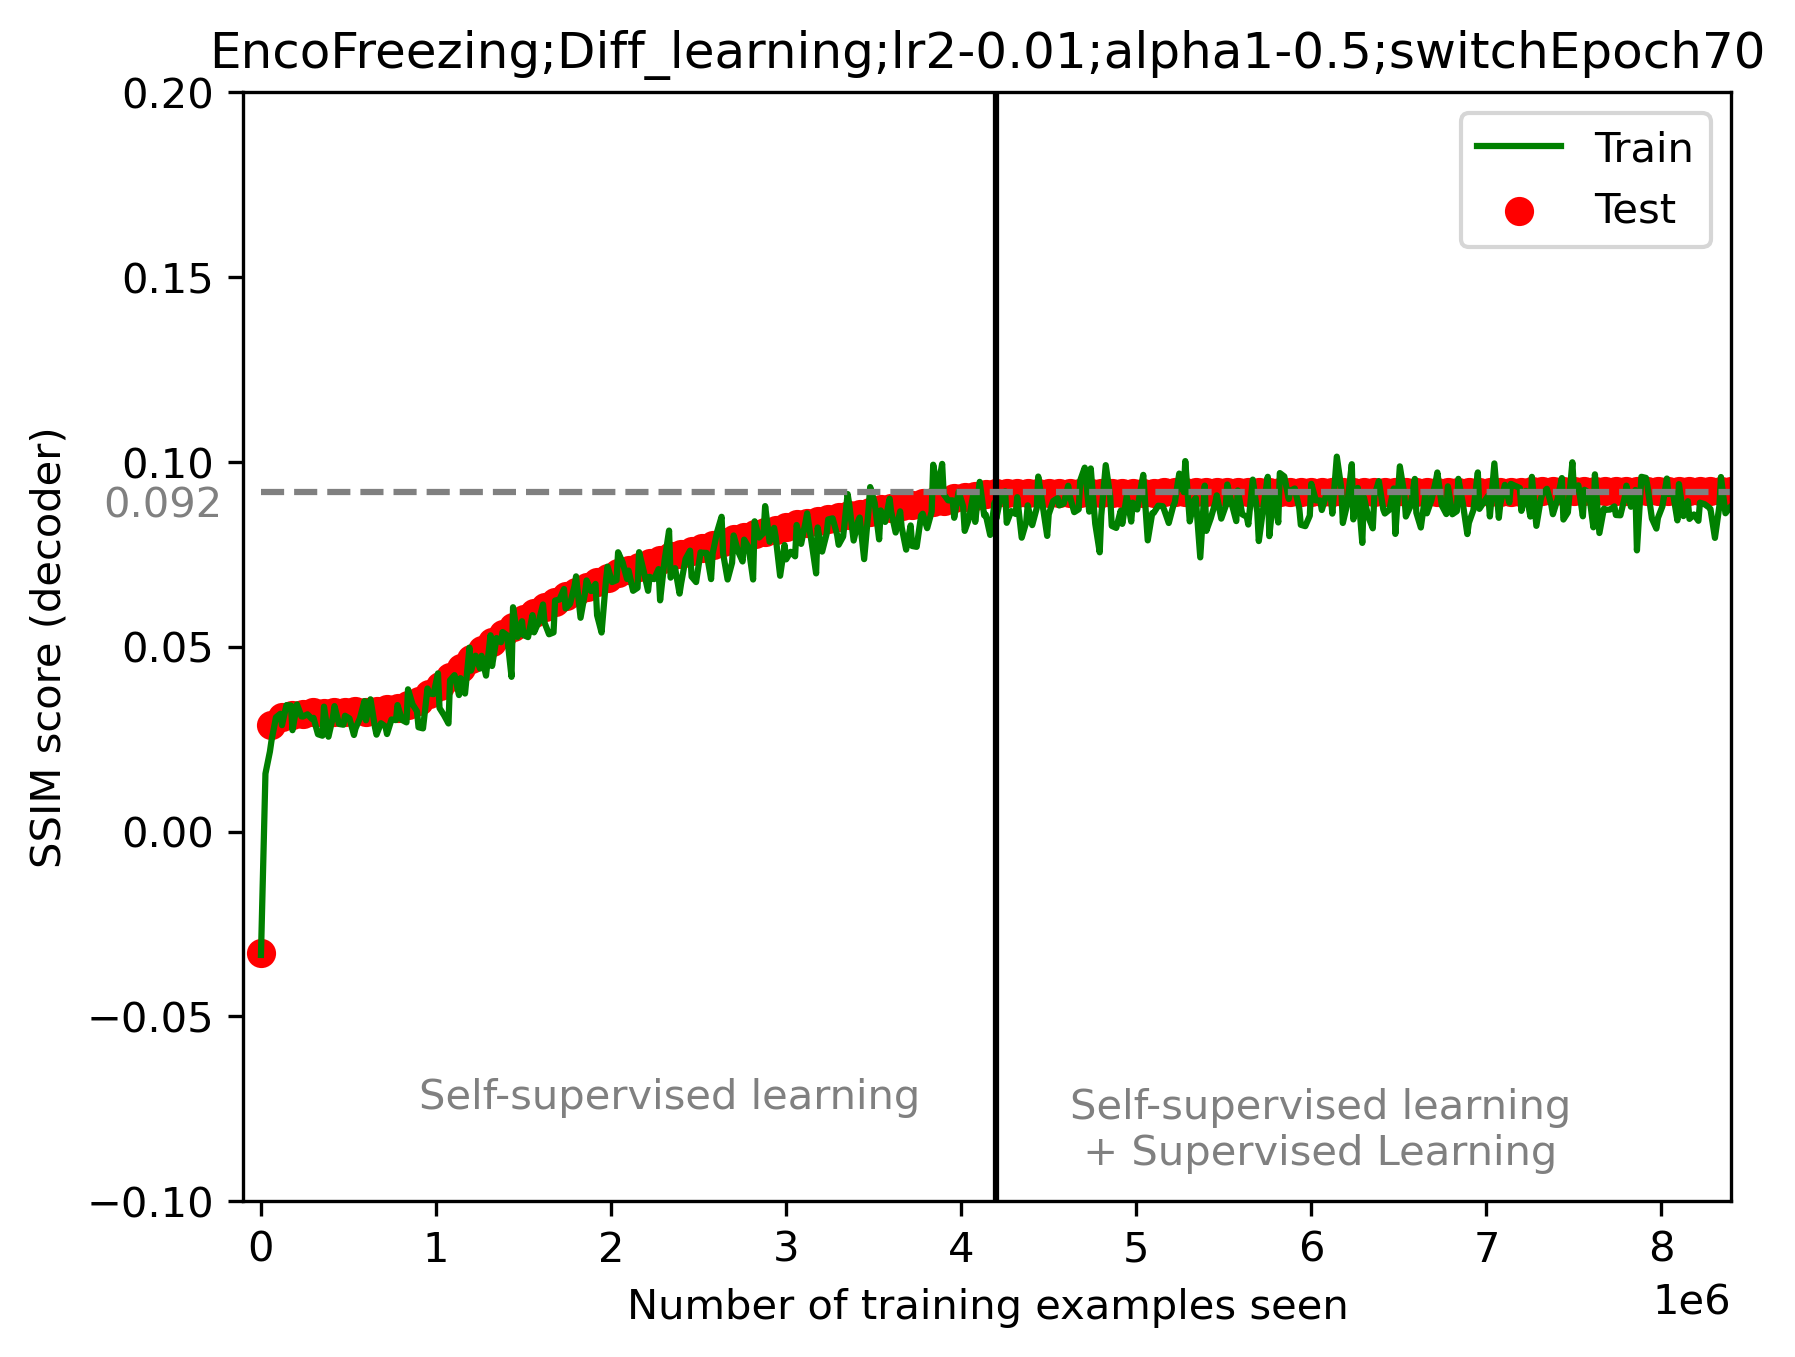 EncoFreezing;Diff_learning;lr2-0.01;alpha1-0.5;switchEpoch70
0.20
0.15
0.10
0.092
0.05
0.00
−0.05
−0.10
SSIM score (decoder)
Train
Test
Self-supervised learning
Self-supervised learning
+ Supervised Learning
0 1 2 3 4 5 6 7 8
1e6
Number of training examples seen